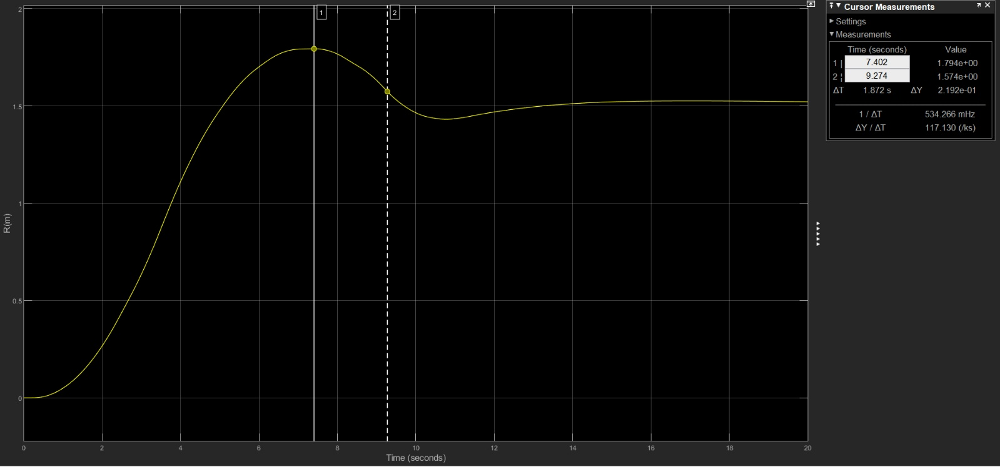 1
2
2
1.5
1
0.5
0
R(m)
0 2 4 6 8 10 12 14 16 18 20
Time (seconds)
Cursor Measurements
Settings
Measurements
Time (seconds) Value
1 | 7.402 1.794e+00
2 ¦ 9.274 1.574e+00
ΔT 1.872 s ΔY 2.192e-01
1 / ΔT 534.266 mHz
ΔY / ΔT 117.130 (/ks)